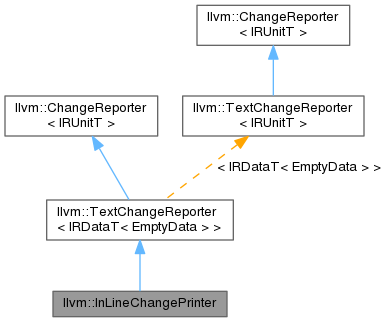 llvm::ChangeReporter
< IRUnitT >
llvm::ChangeReporter
< IRUnitT >
llvm::TextChangeReporter
< IRUnitT >
< IRDataT< EmptyData > >
llvm::TextChangeReporter
< IRDataT< EmptyData > >
llvm::InLineChangePrinter